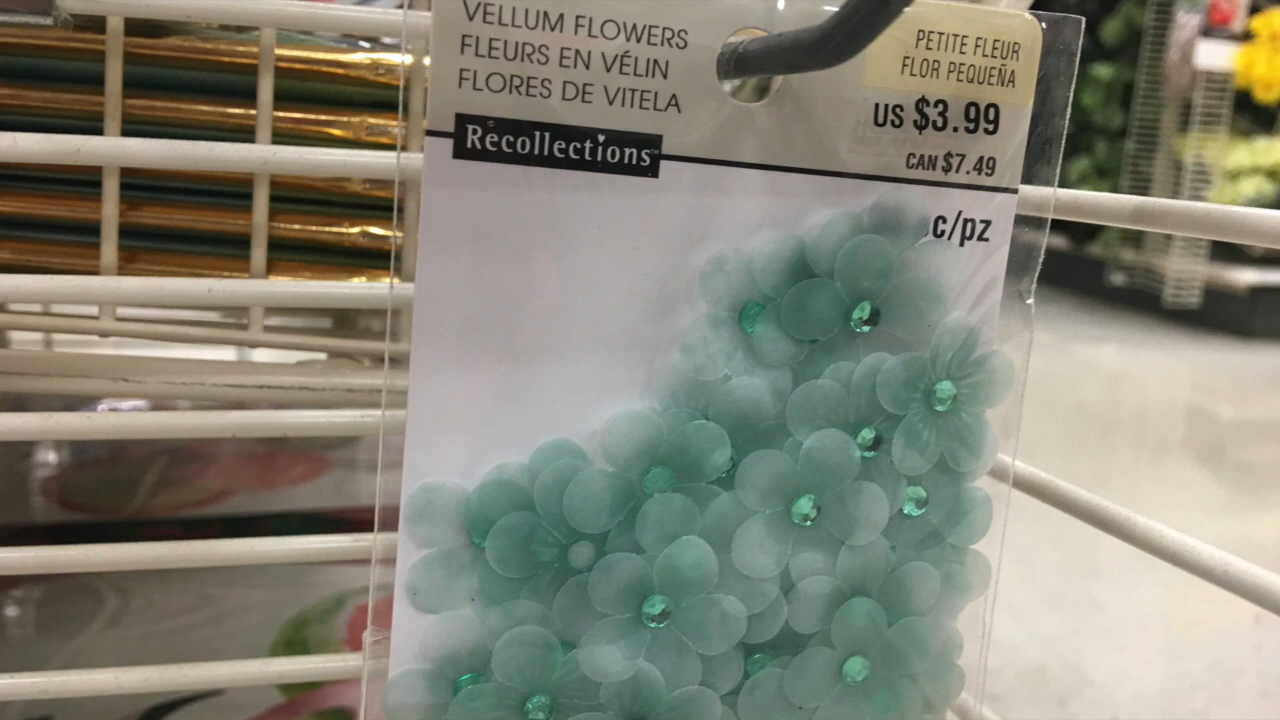 VELLUM FLOWERS
FLEURS EN VÉLIN
FLORES DE VITELA
Recollections™
PETITE FLEUR
FLOR PEQUEÑA
US $3.99
CAN $7.49
c/pz